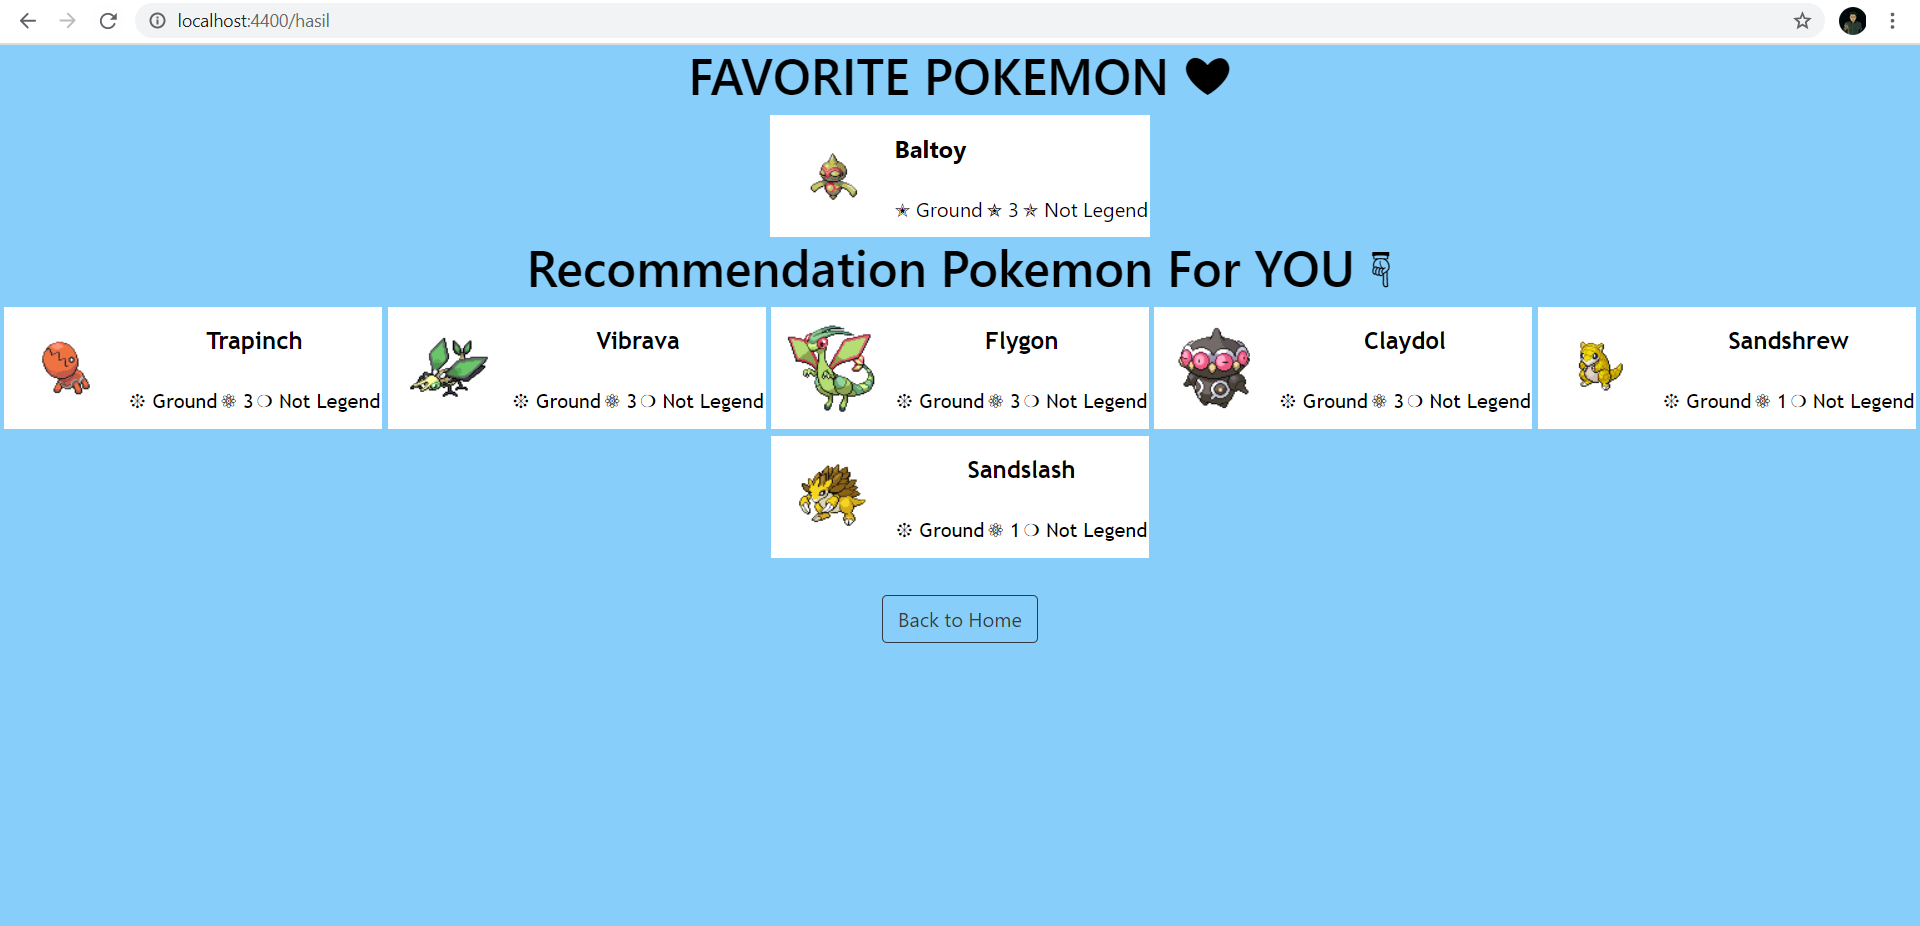 localhost:4400/hasil
FAVORITE POKEMON 🖤
Baltoy
✭ Ground ✯ 3 ✯ Not Legend
Recommendation Pokemon For YOU ☟
Trapinch
፨ Ground ⚛ 3 ❍ Not Legend
Vibrava
፨ Ground ⚛ 3 ❍ Not Legend
Flygon
፨ Ground ⚛ 3 ❍ Not Legend
Claydol
፨ Ground ⚛ 3 ❍ Not Legend
Sandshrew
፨ Ground ⚛ 1 ❍ Not Legend
Sandslash
፨ Ground ⚛ 1 ❍ Not Legend
Back to Home